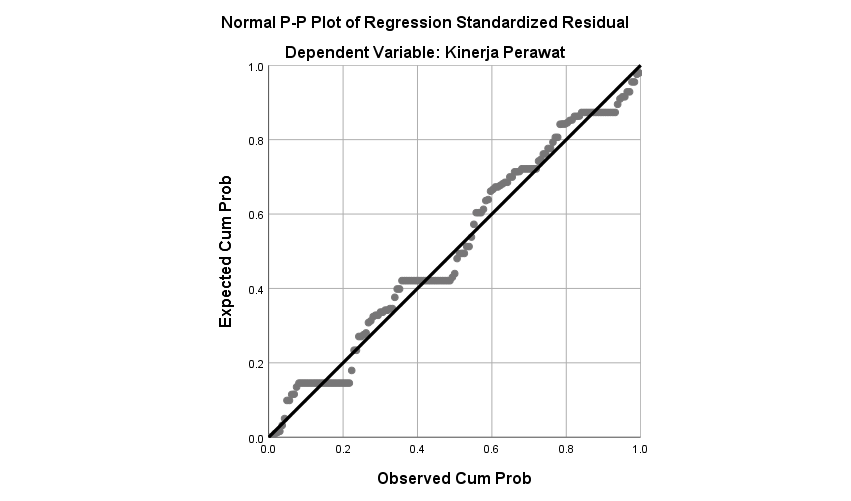 Normal P-P Plot of Regression Standardized Residual
Dependent Variable: Kinerja Perawat
1.0
0.8
0.6
0.4
0.2
0.0
Expected Cum Prob
0.0 0.2 0.4 0.6 0.8 1.0
Observed Cum Prob